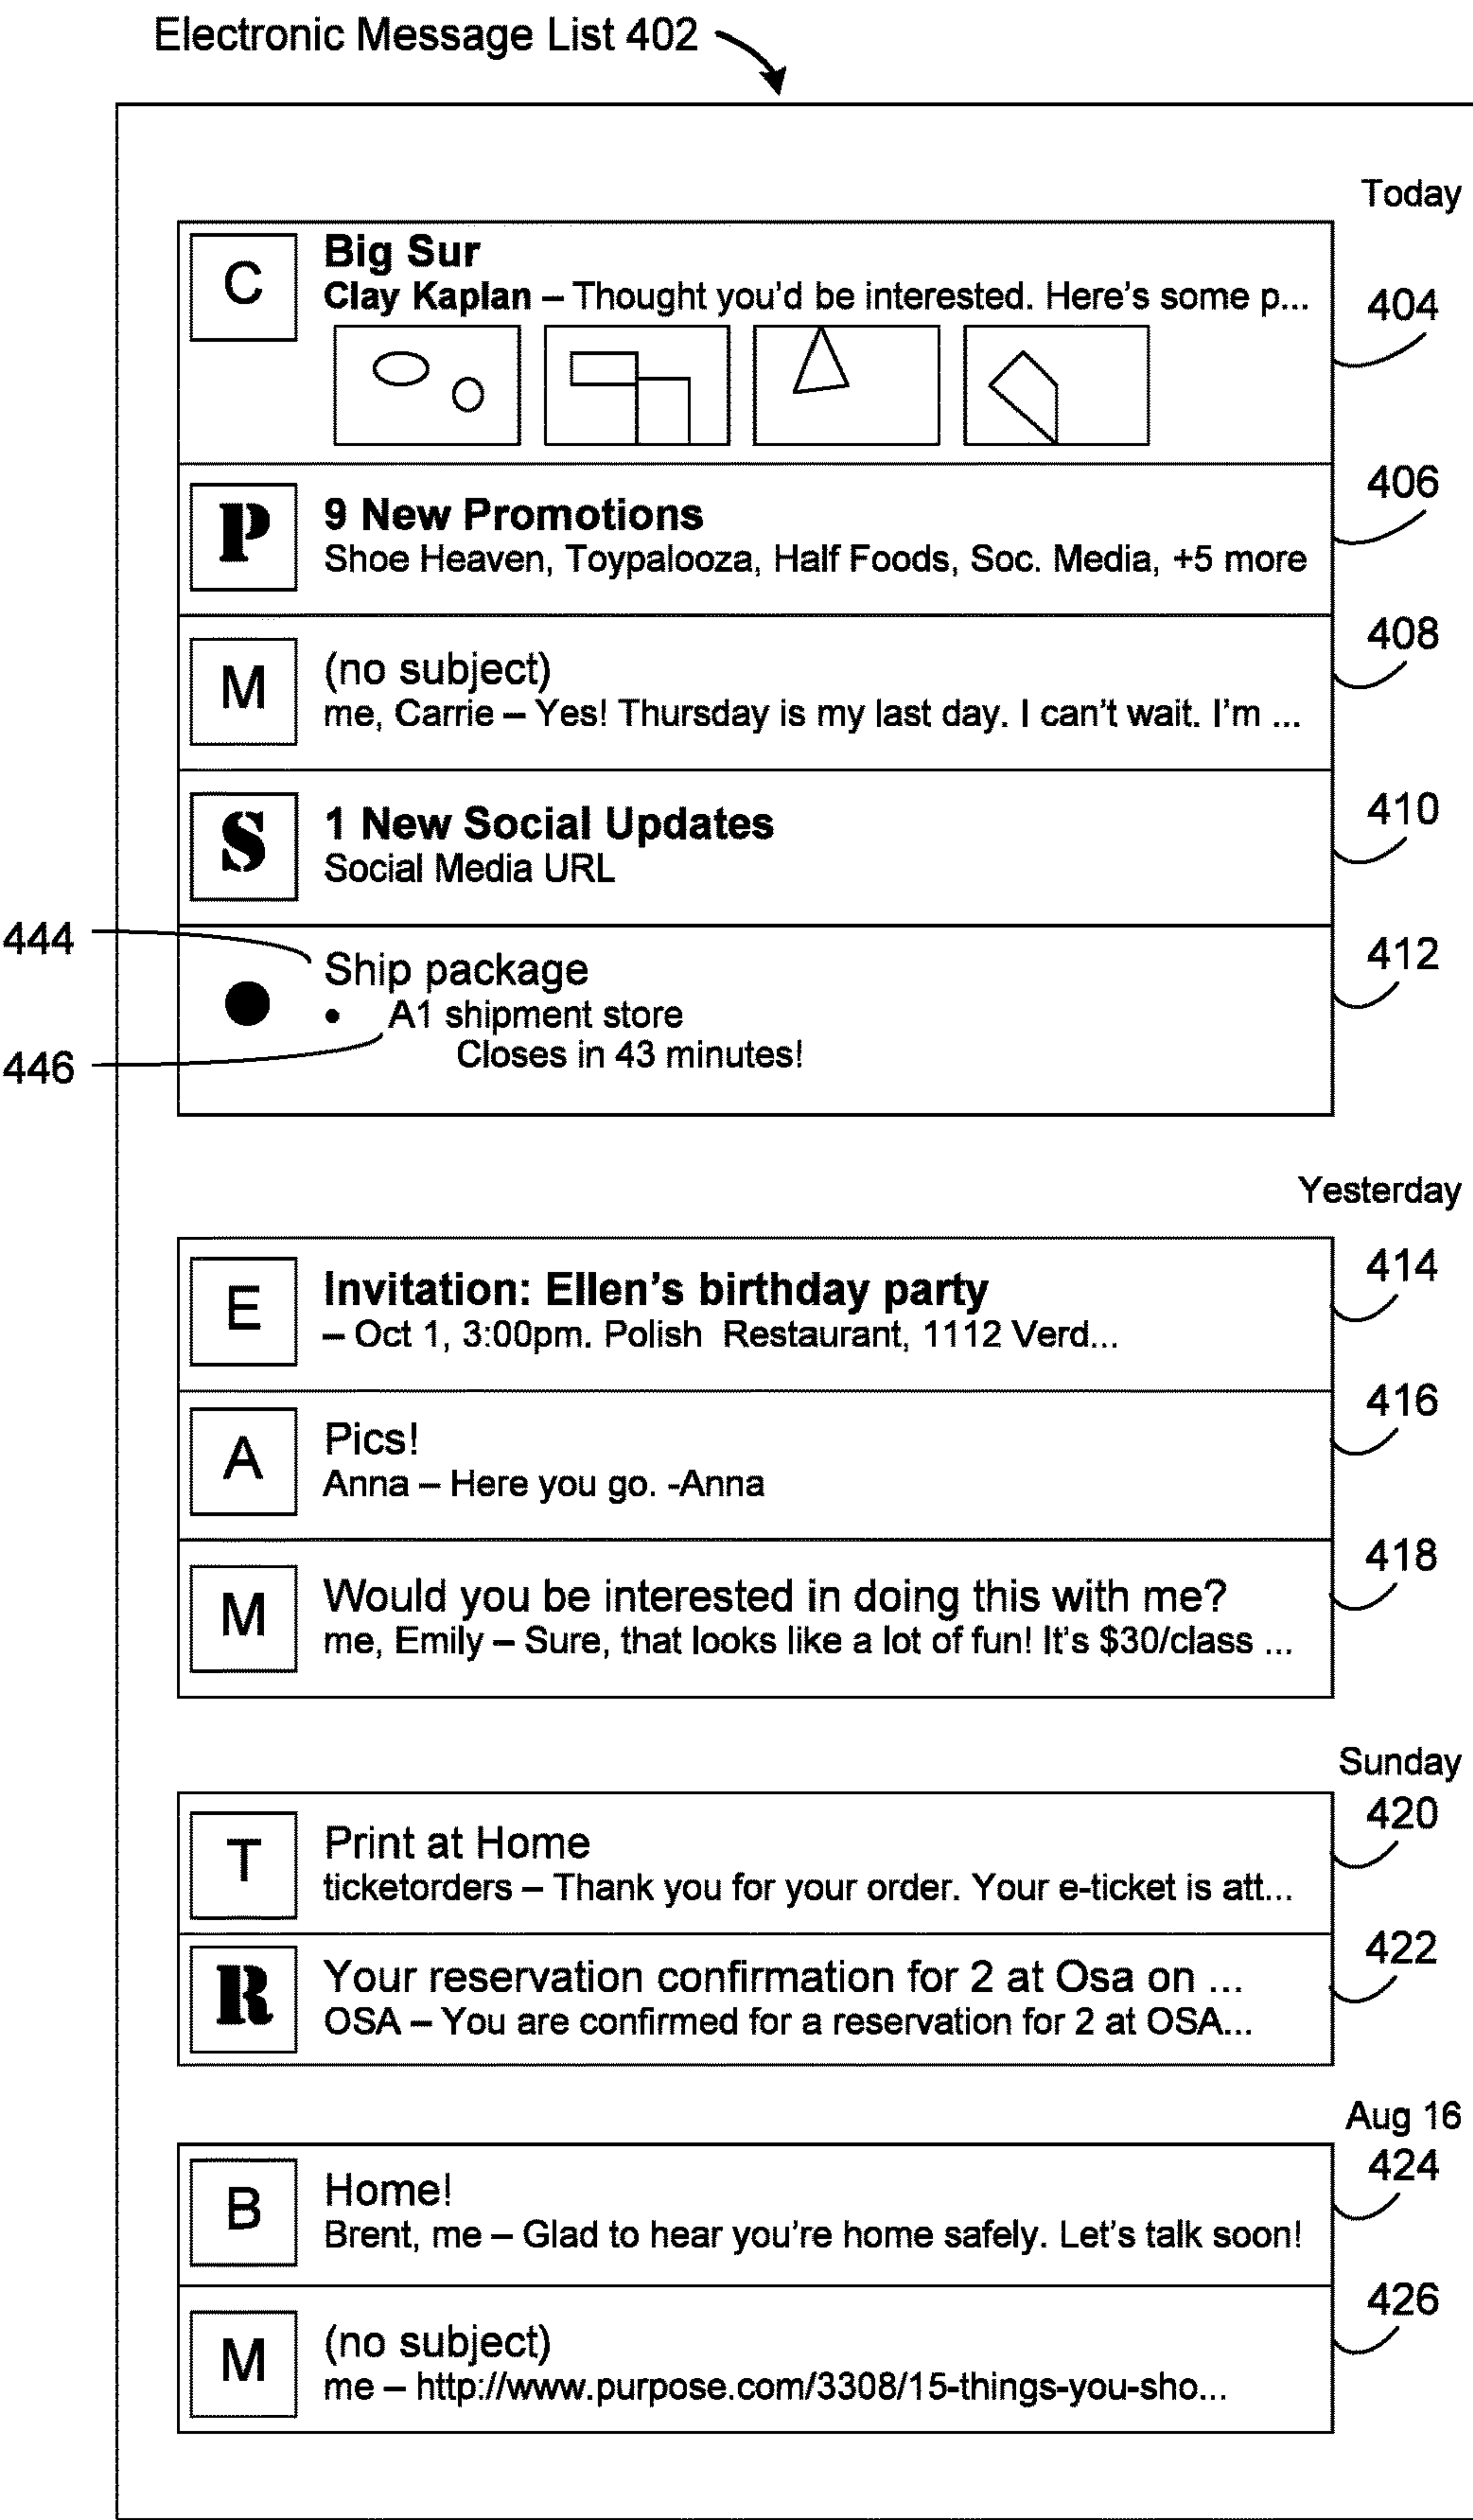 Electronic Message List 402
Today
C
Big Sur
Clay Kaplan – Thought you'd be interested. Here's some p...
404
P
9 New Promotions
Shoe Heaven, Toypalooza, Half Foods, Soc. Media, +5 more
406
M
(no subject)
me, Carrie – Yes! Thursday is my last day. I can't wait. I'm ...
408
S
1 New Social Updates
Social Media URL
410
444
Ship package
• A1 shipment store
Closes in 43 minutes!
412
446
Yesterday
E
Invitation: Ellen's birthday party
– Oct 1, 3:00pm. Polish Restaurant, 1112 Verd...
414
A
Pics!
Anna – Here you go. -Anna
416
M
Would you be interested in doing this with me?
me, Emily – Sure, that looks like a lot of fun! It's $30/class ...
418
Sunday
T
Print at Home
ticketorders – Thank you for your order. Your e-ticket is att...
420
R
Your reservation confirmation for 2 at Osa on ...
OSA – You are confirmed for a reservation for 2 at OSA...
422
Aug 16
B
Home!
Brent, me – Glad to hear you're home safely. Let's talk soon!
424
M
(no subject)
me – http://www.purpose.com/3308/15-things-you-sho...
426